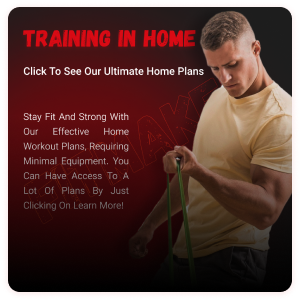 TRAINING IN HOME
Click To See Our Ultimate Home Plans
Stay Fit And Strong With
Our Effective Home
Workout Plans, Requiring
Minimal Equipment. You
Can Have Access To A
Lot Of Plans By Just
Clicking On Learn More!